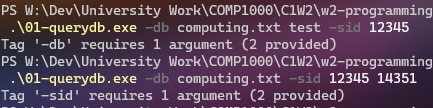 PS W:\Dev\University Work\COMP1000\C1W2\w2-programming
.\01-querydb.exe -db computing.txt test -sid 12345
Tag '-db' requires 1 argument (2 provided)
PS W:\Dev\University Work\COMP1000\C1W2\w2-programming
.\01-querydb.exe -db computing.txt -sid 12345 14351
Tag '-sid' requires 1 argument (2 provided)